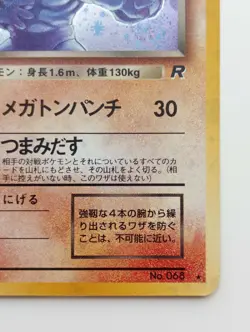 モン：身長1.6m、体重130kg
R
メガトンパンチ 30
つまみだす
相手の対戦ポケモンとそれについているすべてのカ
ードを山札にもどさせ、その山札をよく切る。（相
手に控えがいない時、このワザは使えない）
にげる
強靭な４本の腕から繰
り出されるワザを防ぐ
ことは、不可能に近い。
No.068 ★